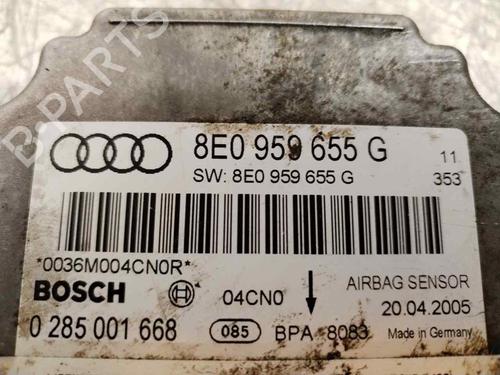 B-PARTS
8E0 959 655 G
11
SW: 8E0 959 655 G
353
*0036M004CN0R*
BOSCH
04CN0
AIRBAG SENSOR
20.04.2005
0 285 001 668
085
BPA 8083
Made in Germany